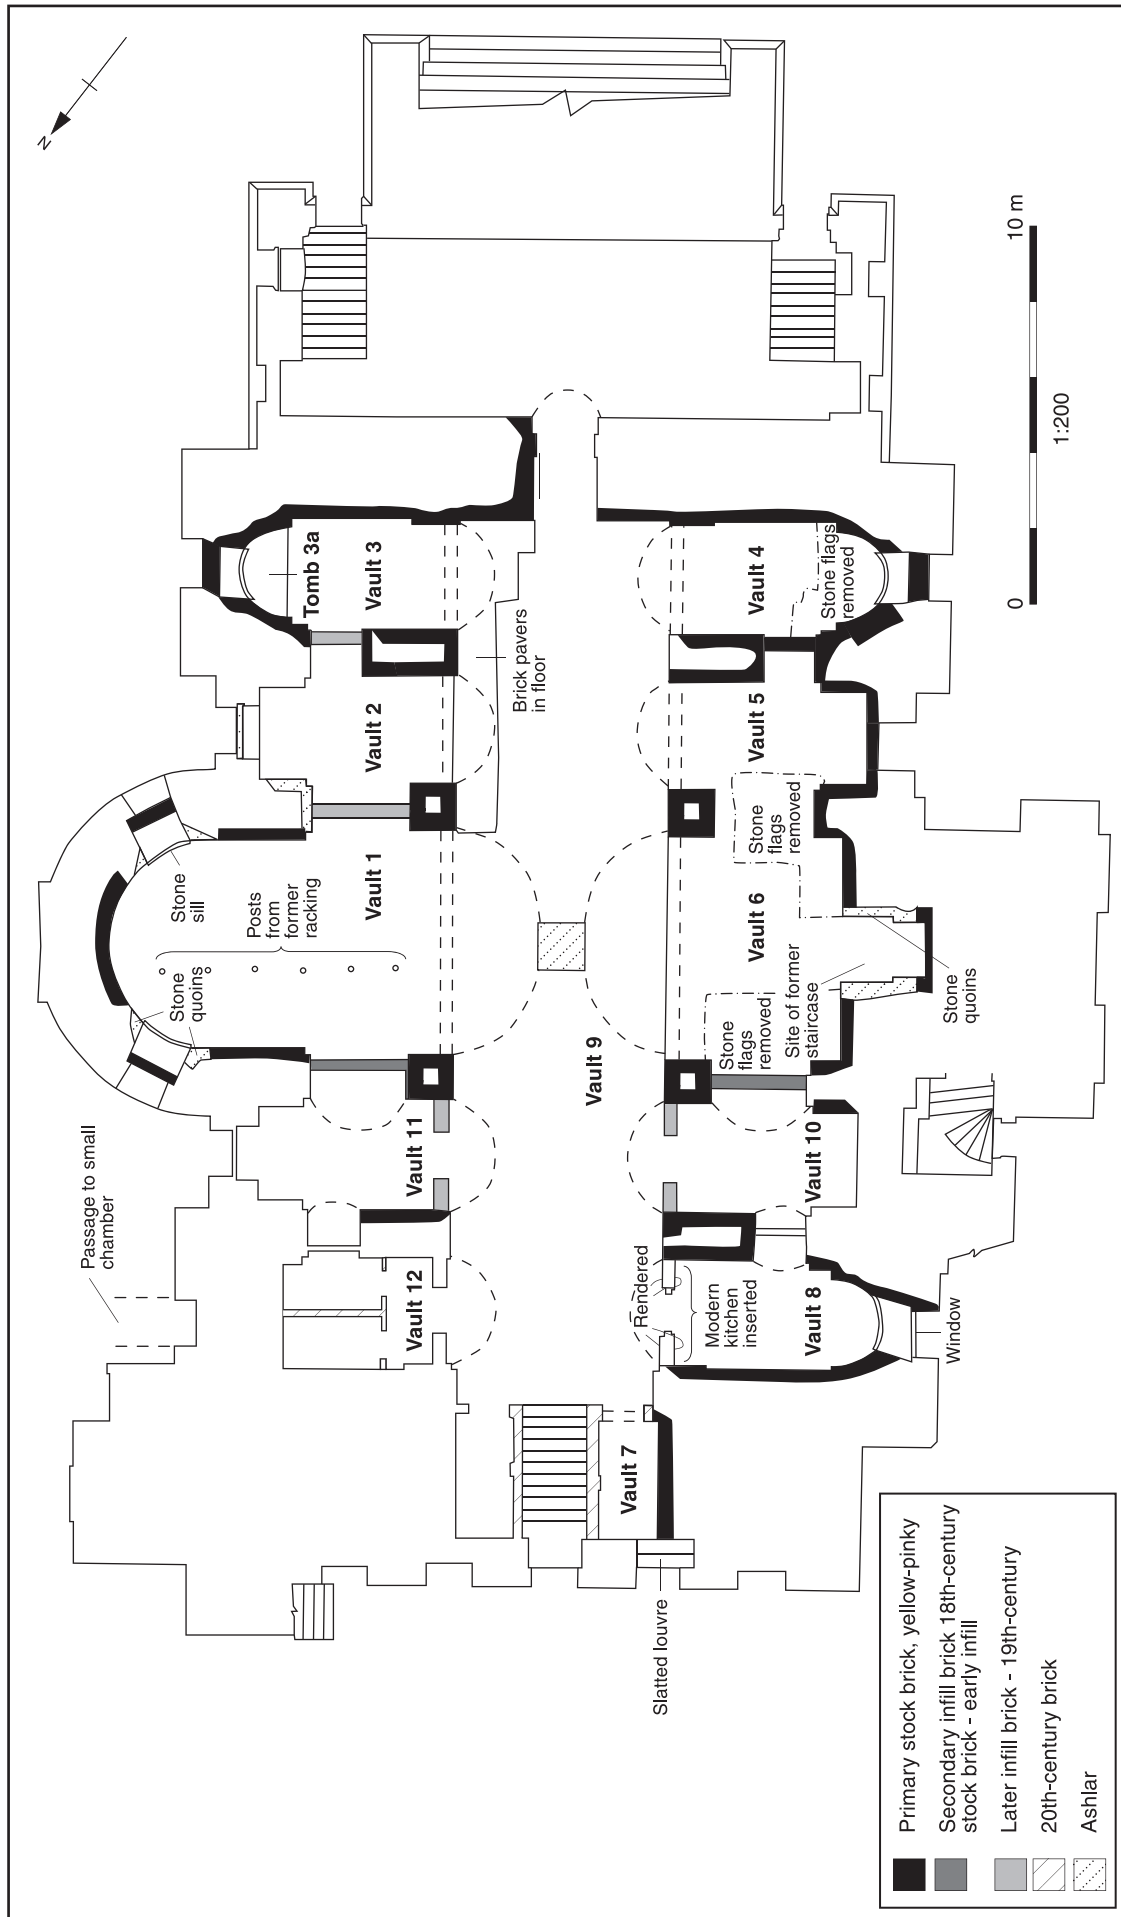 N
Passage to small
chamber
Stone
quoins
Stone
sill
Posts
from
former
racking
Vault 1
Vault 2
Tomb 3a
Vault 3
Vault 11
Vault 12
Brick pavers
in floor
Vault 9
Vault 7
Slatted louvre
Rendered
Modern
kitchen
inserted
Vault 8
Window
Vault 10
Stone
flags
removed
Site of former
staircase
Vault 6
Stone
flags
removed
Stone
quoins
Vault 5
Vault 4
Stone flags
removed
0
10 m
1:200
Primary stock brick, yellow-pinky
Secondary infill brick 18th-century
stock brick - early infill
Later infill brick - 19th-century
20th-century brick
Ashlar